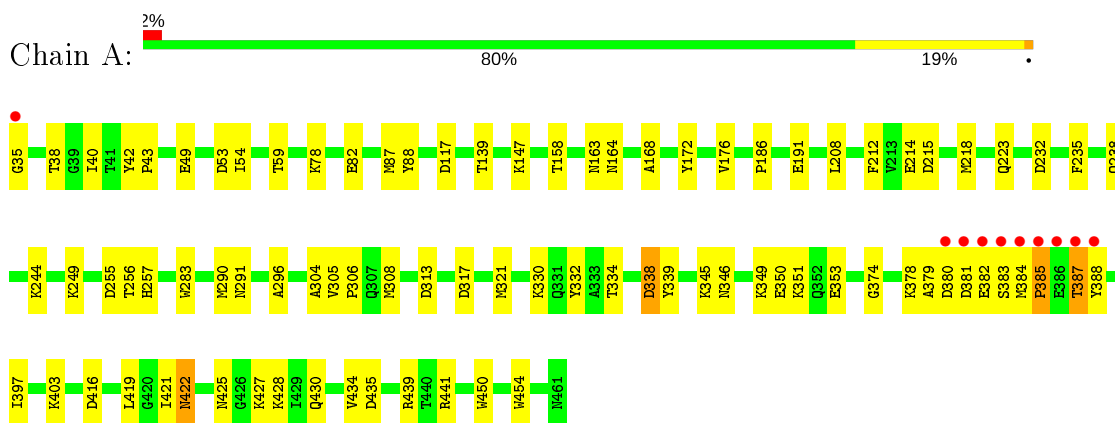 2%
Chain A:
80% 19% •
G35 T38 G39 I40 T41 Y42 P43 E49 D53 I54 T59 K78 E82 M87 Y88 D117 T139 K147 T158 N163 N164 A168 Y172 V176 P186 E191 L208 F212 V213 E214 D215 M218 Q223 D232 F235
K244 K249 D255 T256 H257 W283 M290 N291 A296 A304 V305 P306 Q307 M308 D313 D317 M321 K330 Q331 Y332 A333 T334 D338 Y339 K345 N346 K349 E350 K351 Q352 E353 G374 K378 A379 D380 D381 E382 S383 M384 P385 E386 T387 Y388
I397 K403 D416 L419 G420 I421 N422 N425 G426 K427 K428 I429 Q430 V434 D435 R439 T440 R441 W450 W454 N461